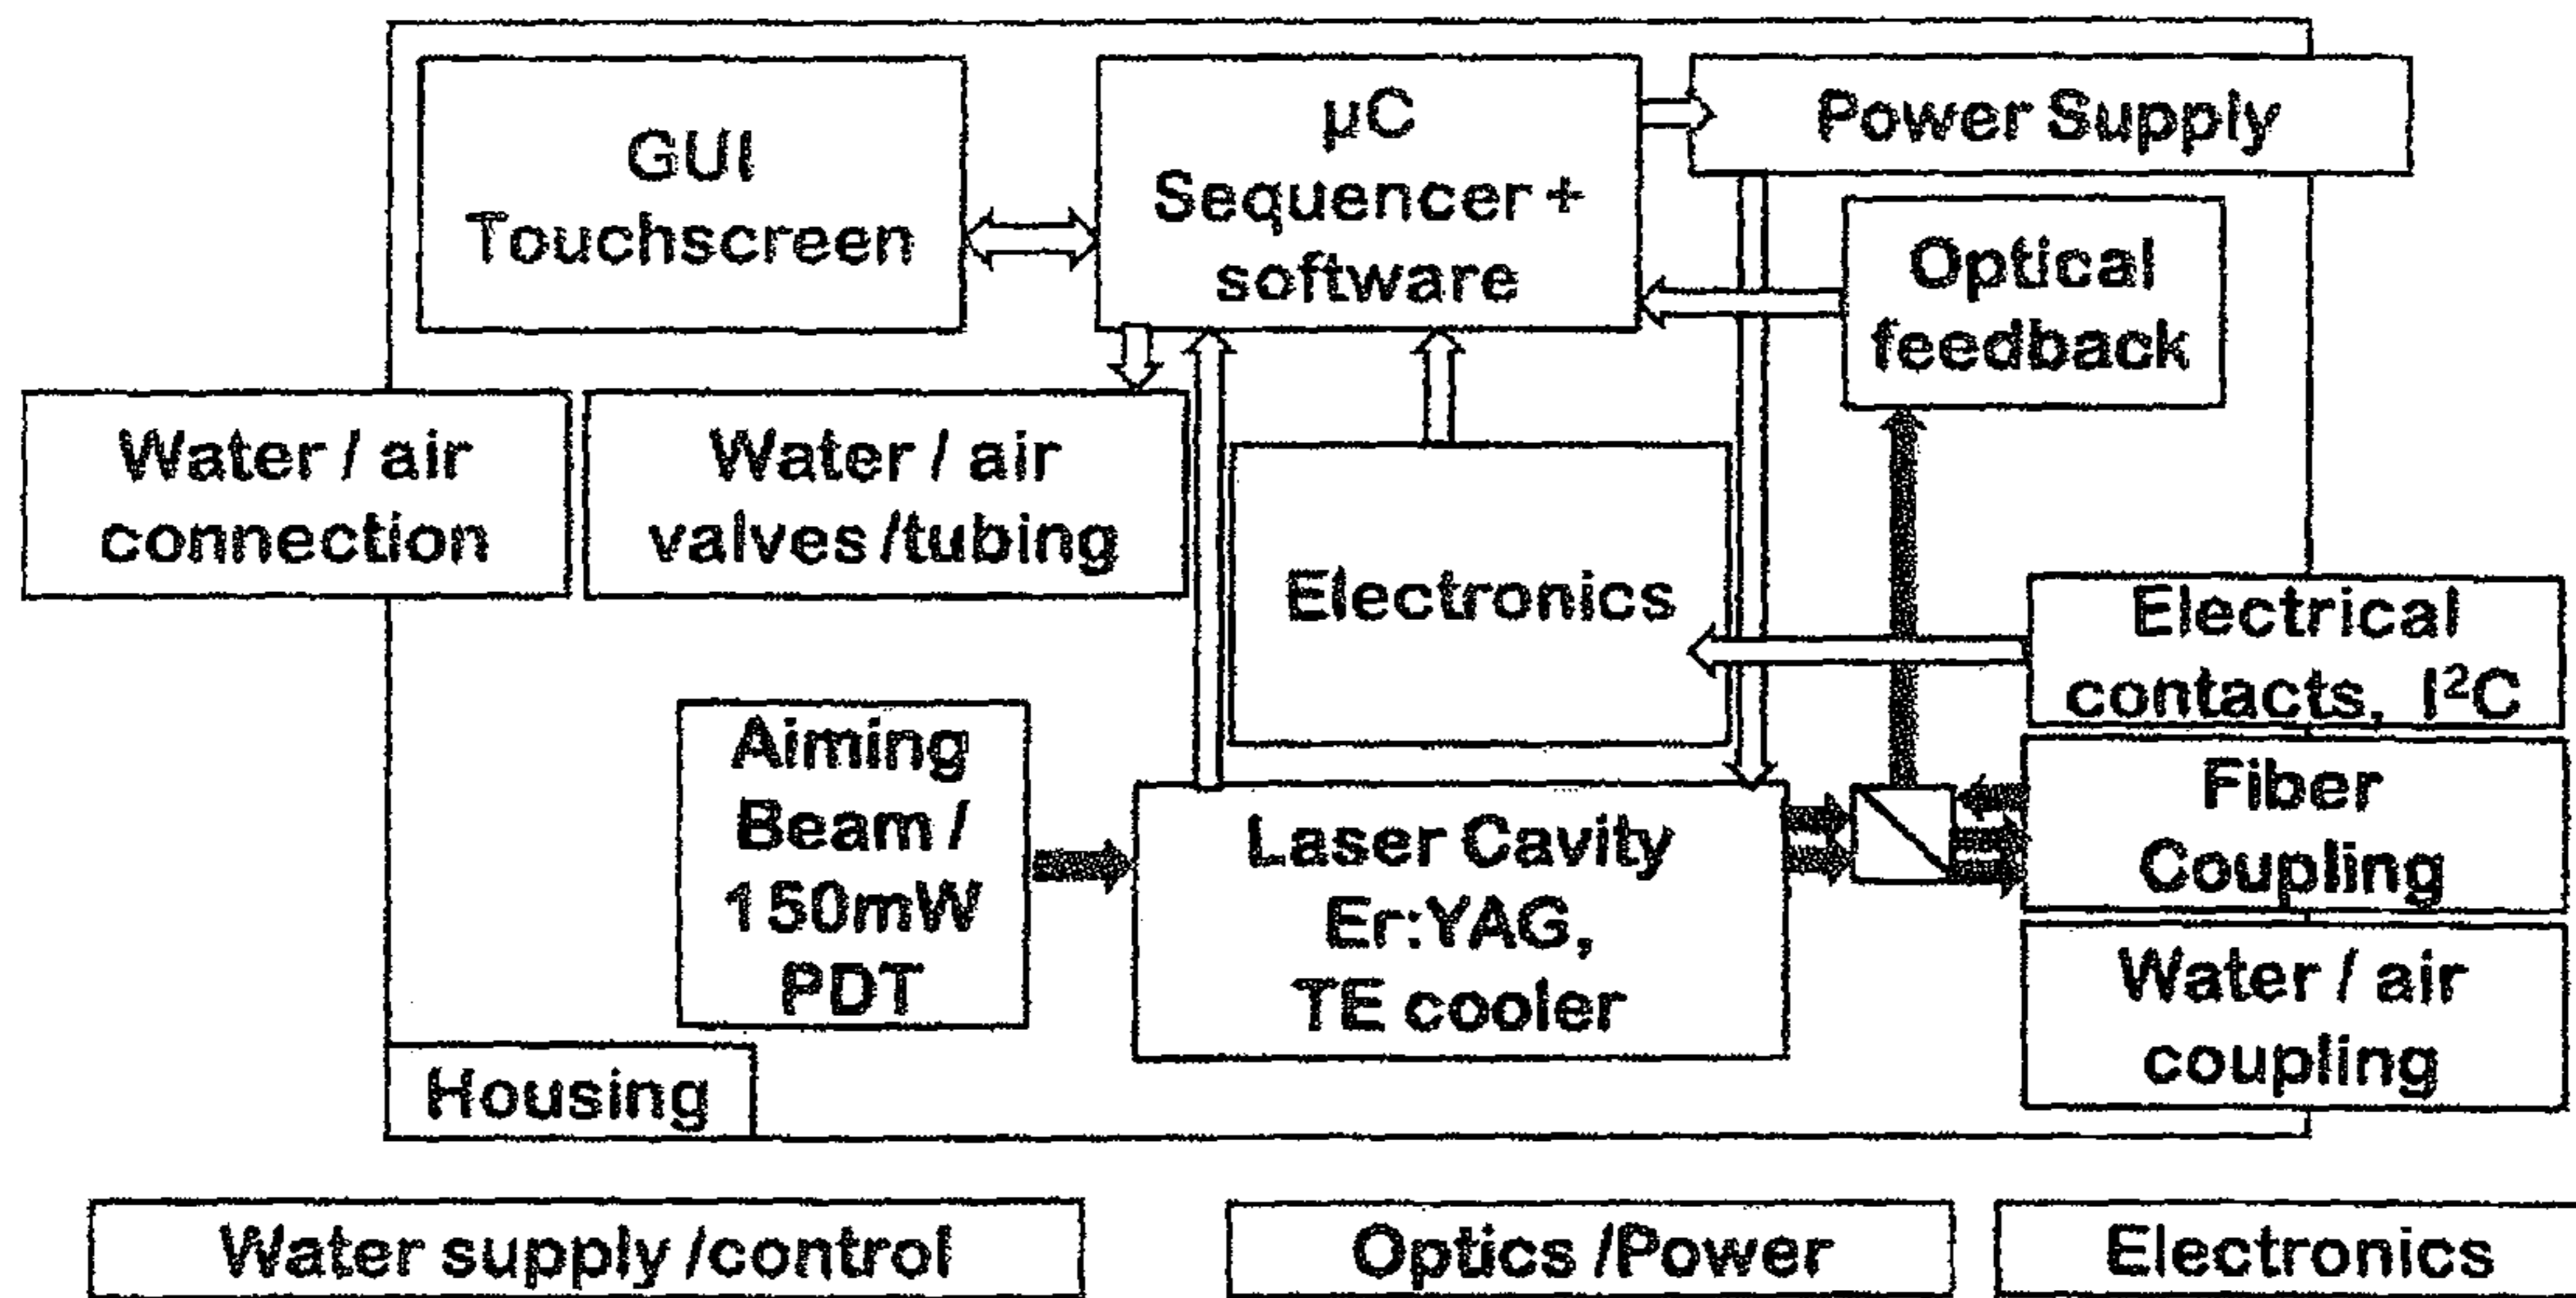 GUI
Touchscreen
µC
Sequencer +
software
Power Supply
Optical
feedback
Water / air
connection
Water / air
valves /tubing
Electronics
Electrical
contacts, I²C
Aiming
Beam /
150mW
PDT
Laser Cavity
Er:YAG,
TE cooler
Fiber
Coupling
Water / air
coupling
Housing
Water supply /control
Optics /Power
Electronics